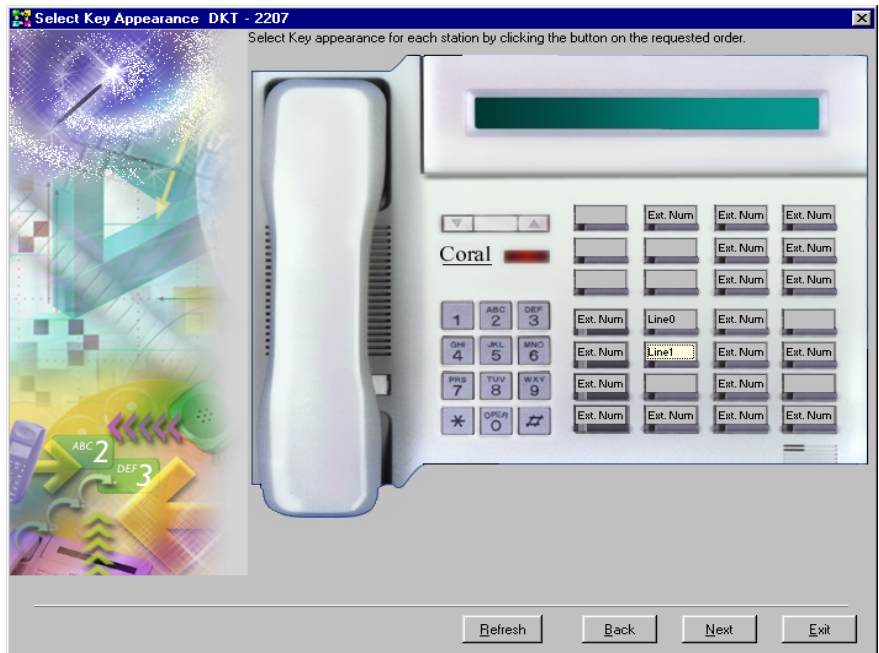 Select Key Appearance DKT - 2207
Select Key appearance for each station by clicking the button on the requested order.
Ext. Num Ext. Num Ext. Num
Coral
Ext. Num Ext. Num
Ext. Num Ext. Num
1 ABC 2 DEF 3
Ext. Num Line0 Ext. Num
GHI 4 JKL 5 MNO 6
Ext. Num Line1 Ext. Num Ext. Num
PRS 7 TUV 8 WXY 9
Ext. Num Ext. Num
* OPER 0 #
Ext. Num Ext. Num Ext. Num Ext. Num
ABC 2
DEF 3
Refresh Back Next Exit